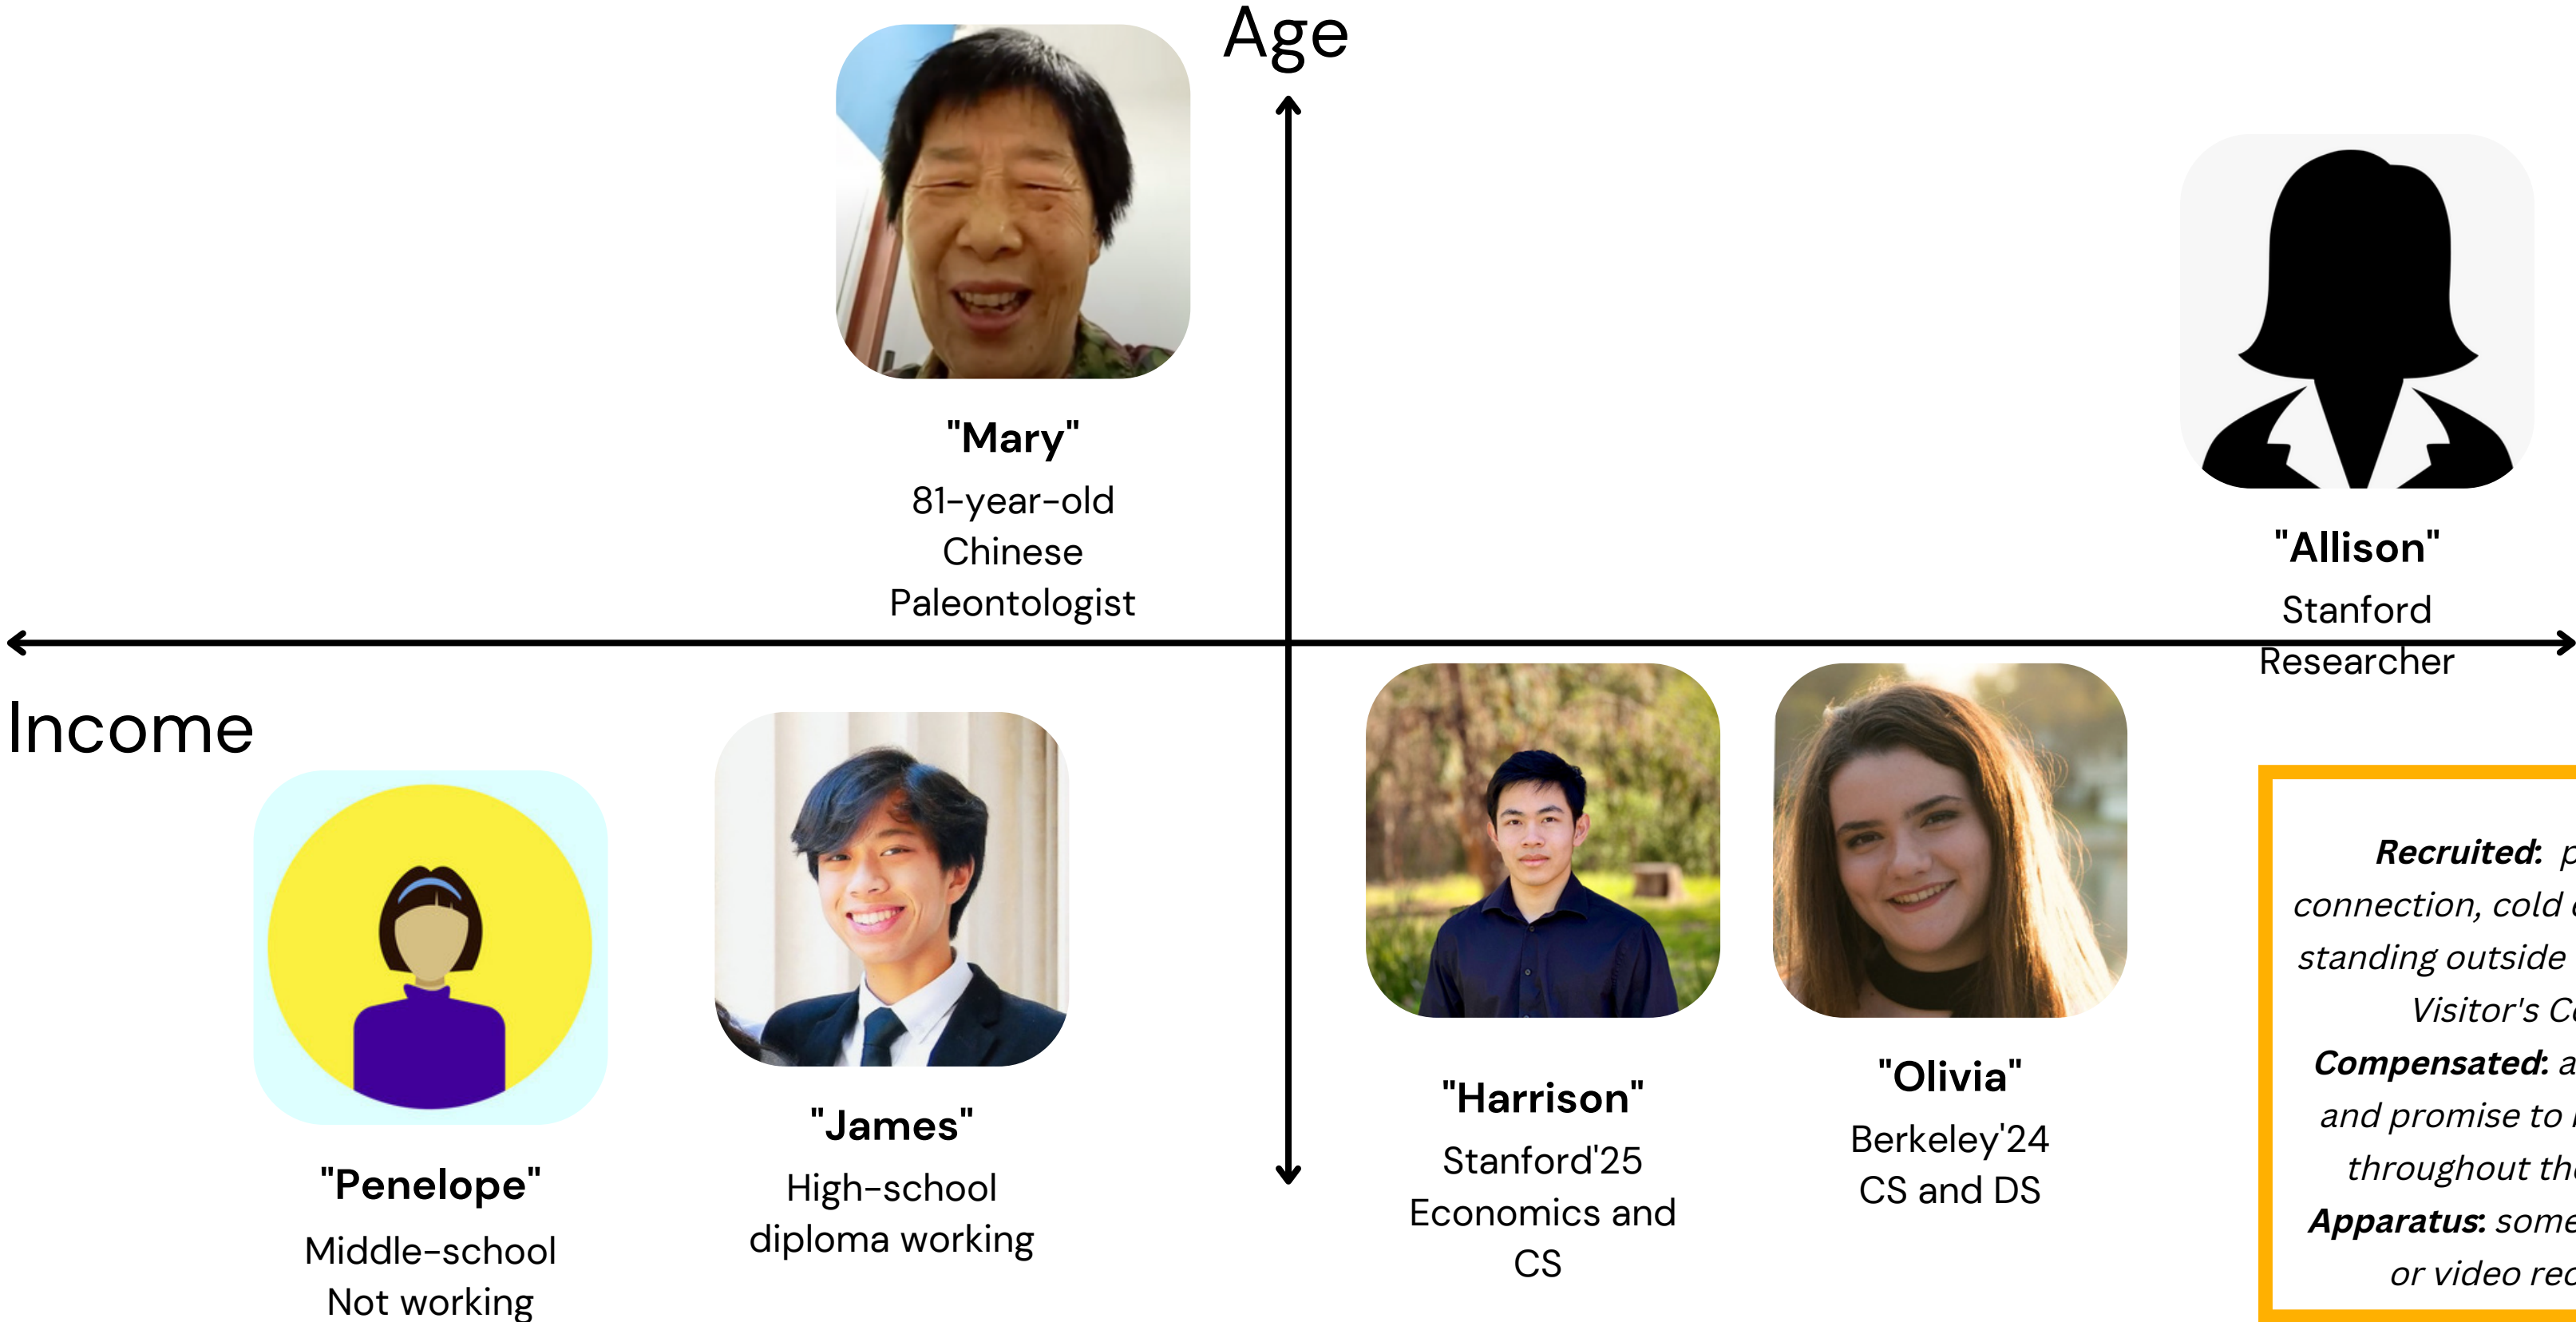 Age
"Mary"
81-year-old
Chinese
Paleontologist
"Allison"
Stanford
Researcher
Income
"Penelope"
Middle-school
Not working
"James"
High-school
diploma working
"Harrison"
Stanford'25
Economics and
CS
"Olivia"
Berkeley'24
CS and DS
Recruited:
connection, cold
standing outside
Visitor's
Compensated:
and promise to
throughout
Apparatus: some
or video